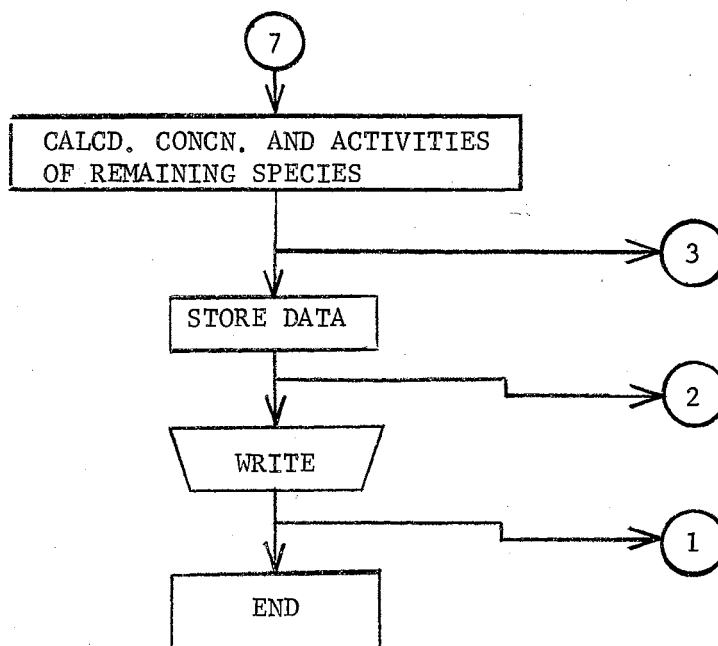 7
CALCD. CONCN. AND ACTIVITIES
OF REMAINING SPECIES
3
STORE DATA
2
WRITE
1
END